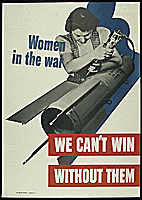 Women
in the war
WE CAN'T WIN
WITHOUT THEM